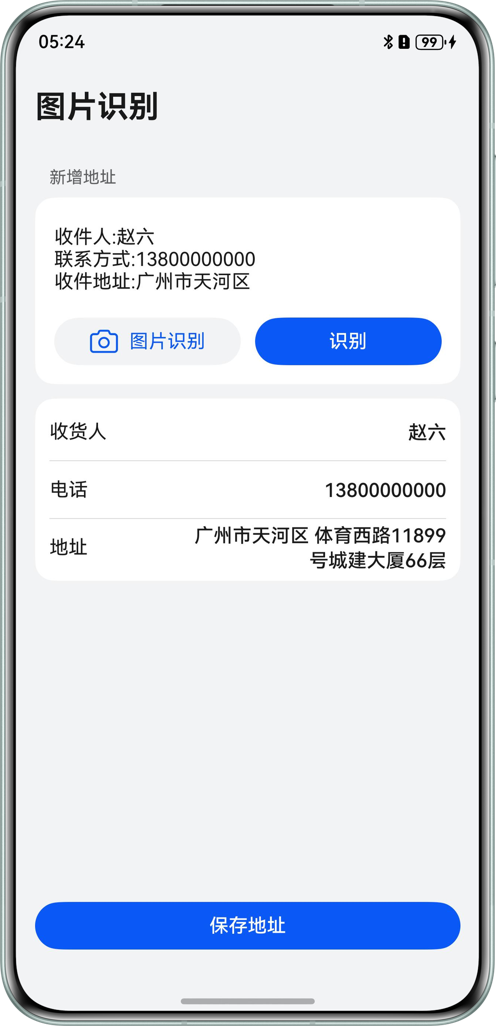 05:24
99
图片识别
新增地址
收件人:赵六
联系方式:13800000000
收件地址:广州市天河区
图片识别
识别
收货人
赵六
电话
13800000000
地址
广州市天河区 体育西路11899
号城建大厦66层
保存地址